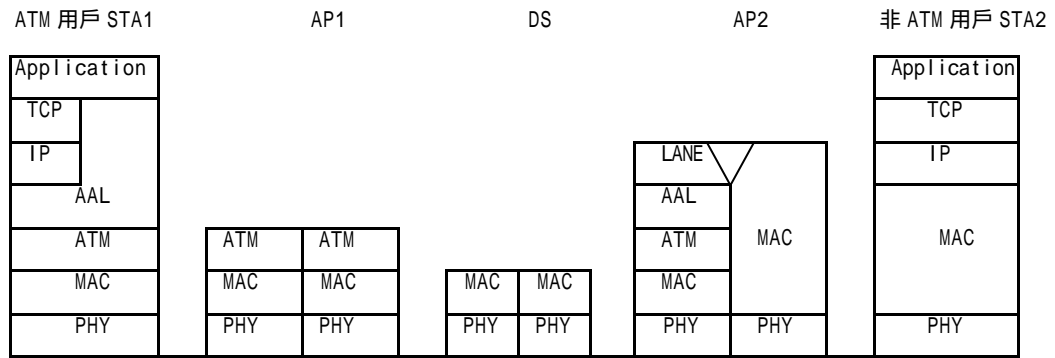 ATM 用戶 STA1 AP1 DS AP2 非 ATM 用戶 STA2
Application Application
TCP TCP
IP LANE IP
AAL AAL
ATM ATM ATM ATM MAC MAC
MAC MAC MAC MAC MAC MAC
PHY PHY PHY PHY PHY PHY PHY PHY